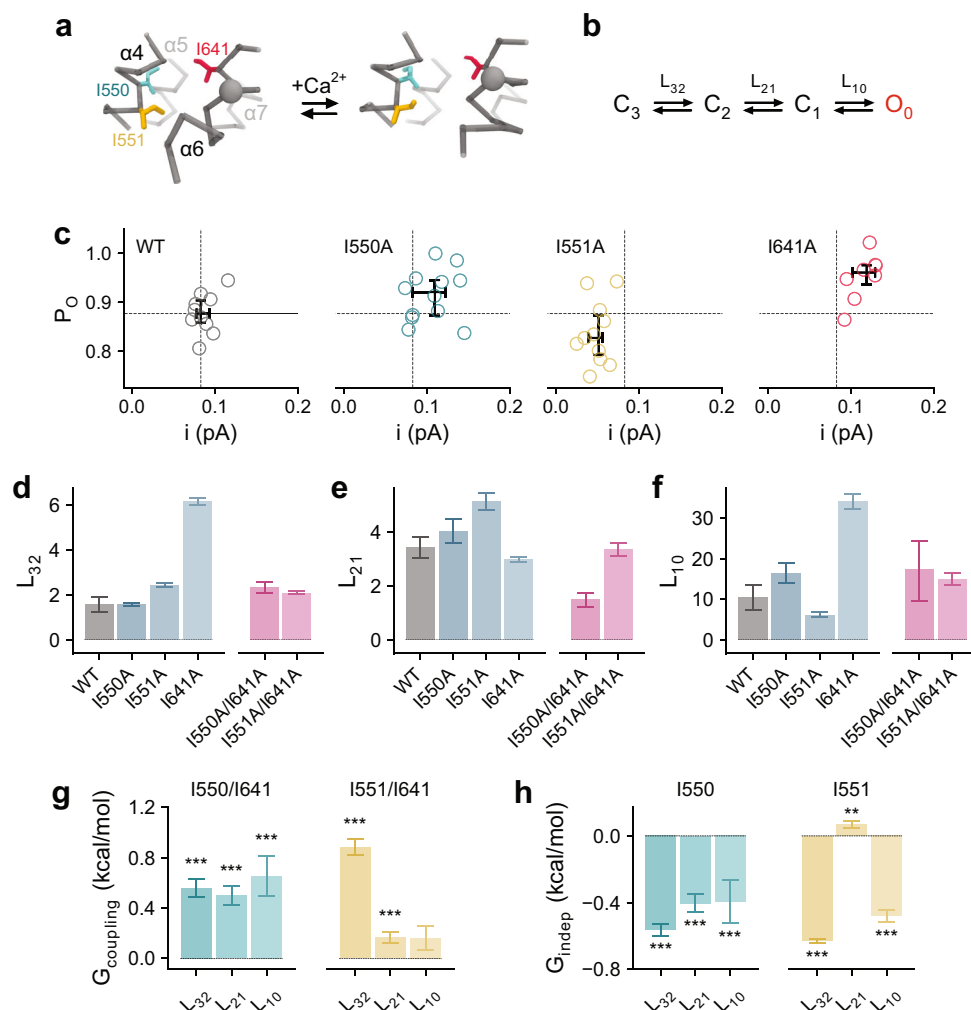 a
α4
α5
I641
I550
I551
α6
α7
+Ca²⁺
b
C₃ L₃₂ C₂ L₂₁ C₁ L₁₀ O₀
c
WT
I550A
I551A
I641A
P_O
1.0
0.9
0.8
0.0 0.1 0.2
0.0 0.1 0.2
0.0 0.1 0.2
0.0 0.1 0.2
i (pA)
i (pA)
i (pA)
i (pA)
d
L₃₂
6
4
2
0
WT
I550A
I551A
I641A
I550A/I641A
I551A/I641A
e
L₂₁
4
2
0
WT
I550A
I551A
I641A
I550A/I641A
I551A/I641A
f
L₁₀
30
20
10
0
WT
I550A
I551A
I641A
I550A/I641A
I551A/I641A
g
I550/I641
I551/I641
G_coupling (kcal/mol)
1.2
0.8
0.4
0.0
*** *** ***
*** ***
L₃₂ L₂₁ L₁₀
L₃₂ L₂₁ L₁₀
h
I550
I551
G_indep (kcal/mol)
0.0
−0.4
−0.8
*** *** ***
*** ** ***
L₃₂ L₂₁ L₁₀
L₃₂ L₂₁ L₁₀